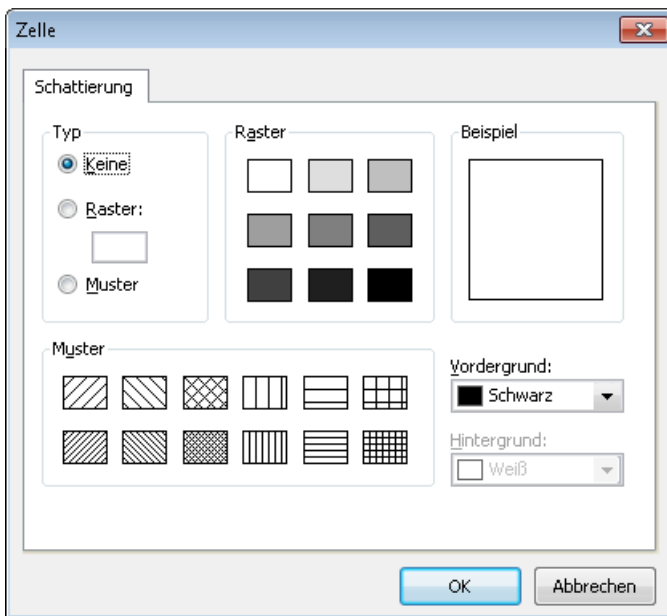 Zelle
Schattierung
Typ
Keine
Raster:
Muster
Raster
Beispiel
Muster
Vordergrund:
Schwarz
Hintergrund:
Weiß
OK
Abbrechen